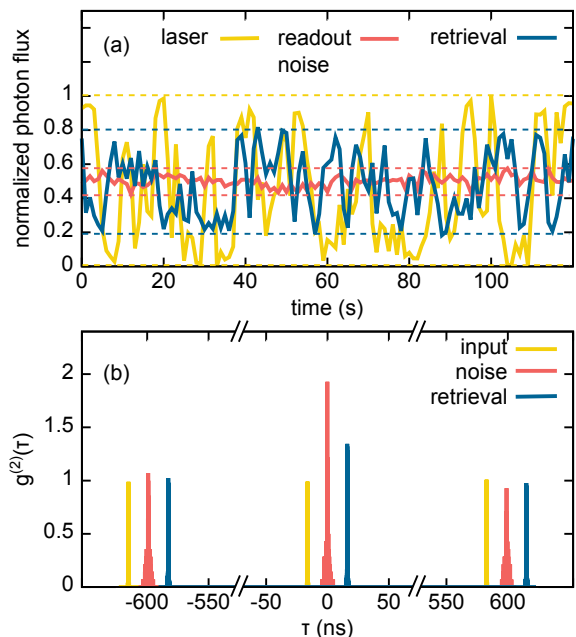 (a)
laser
readout
noise
retrieval
normalized photon flux
1
0.8
0.6
0.4
0.2
0
0 20 40 60 80 100
time (s)
(b)
input
noise
retrieval
g(2)(τ)
2
1.5
1
0.5
0
-600 -550 -50 0 50 550 600
τ (ns)